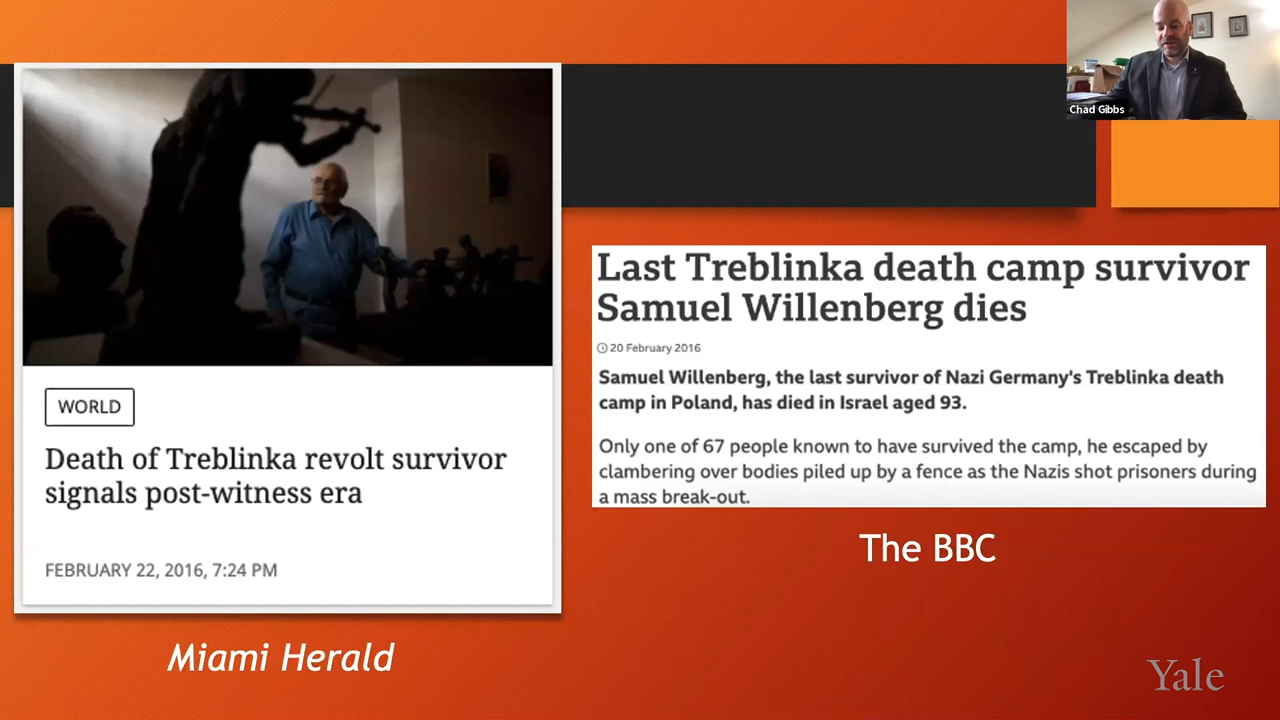 Chad Gibbs
WORLD
Death of Treblinka revolt survivor
signals post-witness era
FEBRUARY 22, 2016, 7:24 PM
Miami Herald
Last Treblinka death camp survivor
Samuel Willenberg dies
20 February 2016
Samuel Willenberg, the last survivor of Nazi Germany's Treblinka death
camp in Poland, has died in Israel aged 93.
Only one of 67 people known to have survived the camp, he escaped by
clambering over bodies piled up by a fence as the Nazis shot prisoners during
a mass break-out.
The BBC
Yale